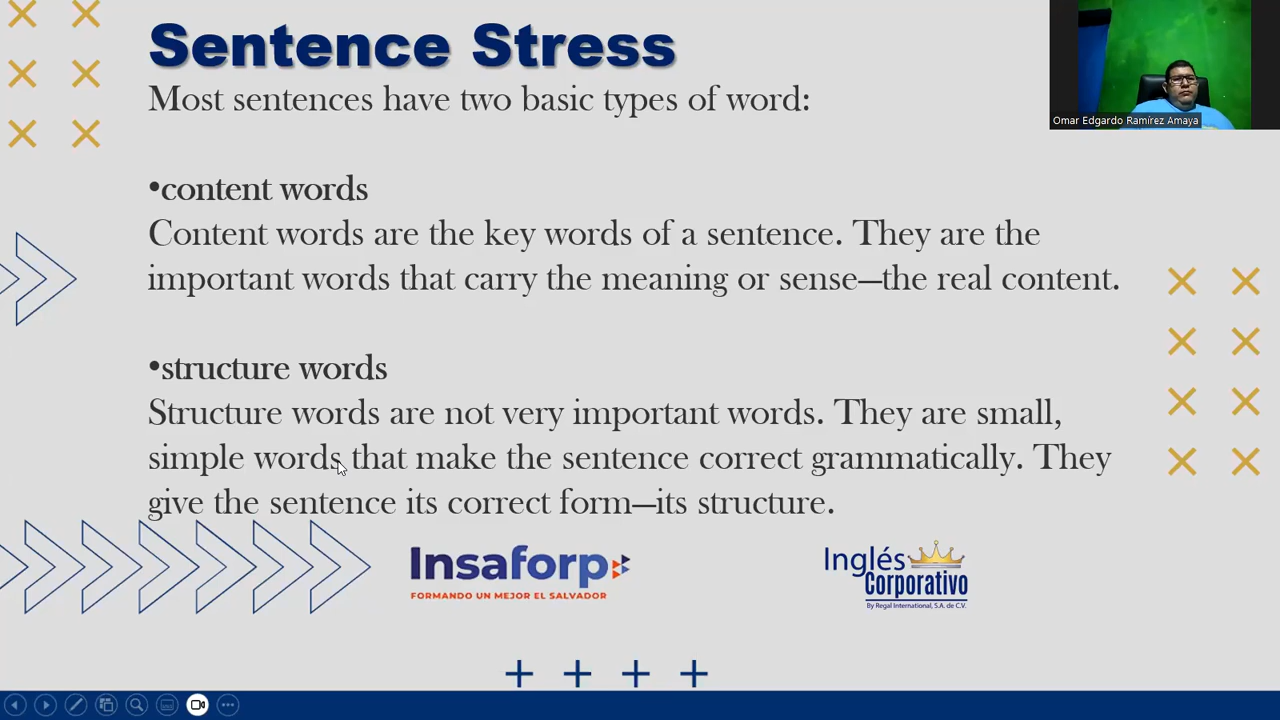 Sentence Stress
Most sentences have two basic types of word:
•content words
Content words are the key words of a sentence. They are the
important words that carry the meaning or sense—the real content.
•structure words
Structure words are not very important words. They are small,
simple words that make the sentence correct grammatically. They
give the sentence its correct form—its structure.
Omar Edgardo Ramírez Amaya
Insaforp
FORMANDO UN MEJOR EL SALVADOR
Inglés
Corporativo
By Regal International, S.A. de C.V.